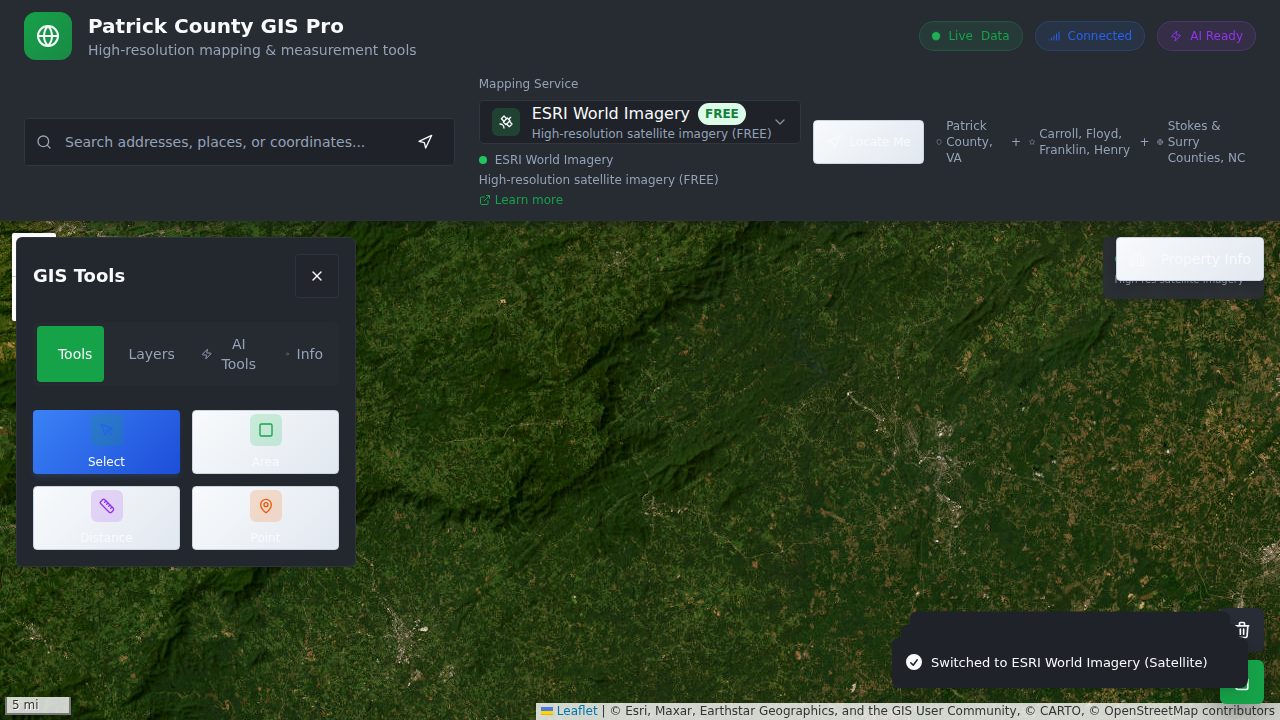 Patrick County GIS Pro
High-resolution mapping & measurement tools
Live Data
Connected
AI Ready
Mapping Service
Search addresses, places, or coordinates...
ESRI World Imagery FREE
High-resolution satellite imagery (FREE)
ESRI World Imagery
High-resolution satellite imagery (FREE)
Learn more
Locate Me
Patrick
County,
VA
+
Carroll, Floyd,
Franklin, Henry
+
Stokes &
Surry
Counties, NC
GIS Tools
Tools
Layers
AI
Tools
Info
Select
Area
Distance
Point
Property Info
High-res satellite imagery
Switched to ESRI World Imagery (Satellite)
5 mi
Leaflet | © Esri, Maxar, Earthstar Geographics, and the GIS User Community, © CARTO, © OpenStreetMap contributors